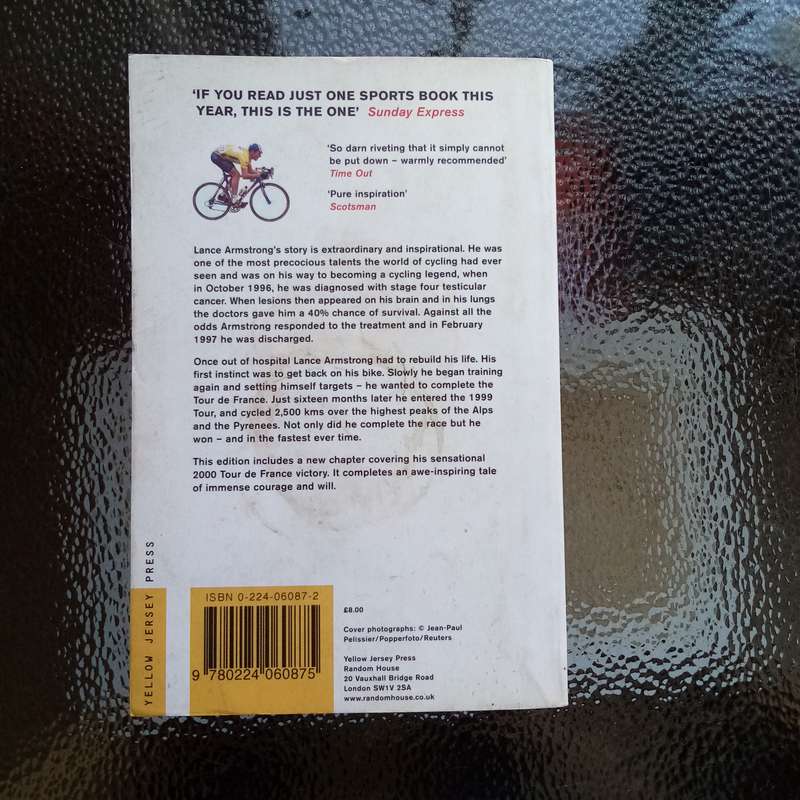 ‘IF YOU READ JUST ONE SPORTS BOOK THIS
YEAR, THIS IS THE ONE’ Sunday Express
‘So darn riveting that it simply cannot
be put down – warmly recommended’
Time Out
‘Pure inspiration’
Scotsman
Lance Armstrong's story is extraordinary and inspirational. He was
one of the most precocious talents the world of cycling had ever
seen and was on his way to becoming a cycling legend, when
in October 1996, he was diagnosed with stage four testicular
cancer. When lesions then appeared on his brain and in his lungs
the doctors gave him a 40% chance of survival. Against all the
odds Armstrong responded to the treatment and in February
1997 he was discharged.
Once out of hospital Lance Armstrong had to rebuild his life. His
first instinct was to get back on his bike. Slowly he began training
again and setting himself targets – he wanted to complete the
Tour de France. Just sixteen months later he entered the 1999
Tour, and cycled 2,500 kms over the highest peaks of the Alps
and the Pyrenees. Not only did he complete the race but he
won – and in the fastest ever time.
This edition includes a new chapter covering his sensational
2000 Tour de France victory. It completes an awe-inspiring tale
of immense courage and will.
YELLOW JERSEY PRESS
ISBN 0-224-06087-2
9 780224 060875
£8.00
Cover photographs: © Jean-Paul
Pelissier/Popperfoto/Reuters
Yellow Jersey Press
Random House
20 Vauxhall Bridge Road
London SW1V 2SA
www.randomhouse.co.uk